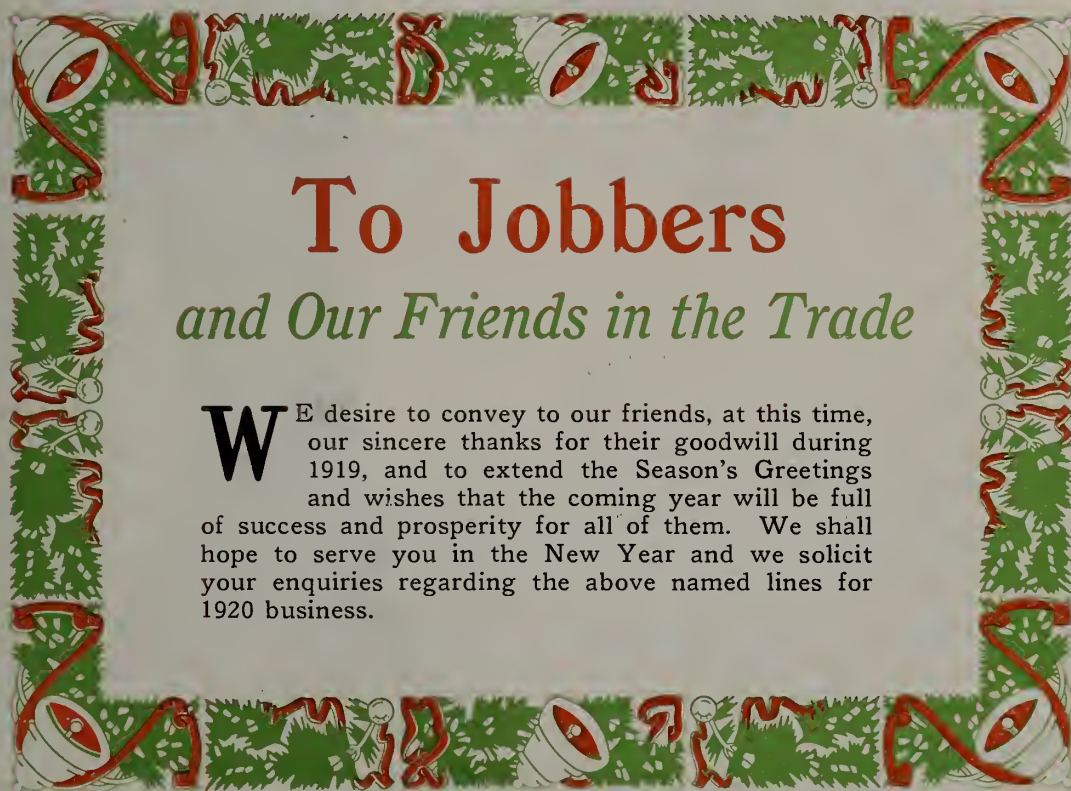 To Jobbers
and Our Friends in the Trade
WE desire to convey to our friends, at this time,
our sincere thanks for their goodwill during
1919, and to extend the Season's Greetings
and wishes that the coming year will be full
of success and prosperity for all of them. We shall
hope to serve you in the New Year and we solicit
your enquiries regarding the above named lines for
1920 business.